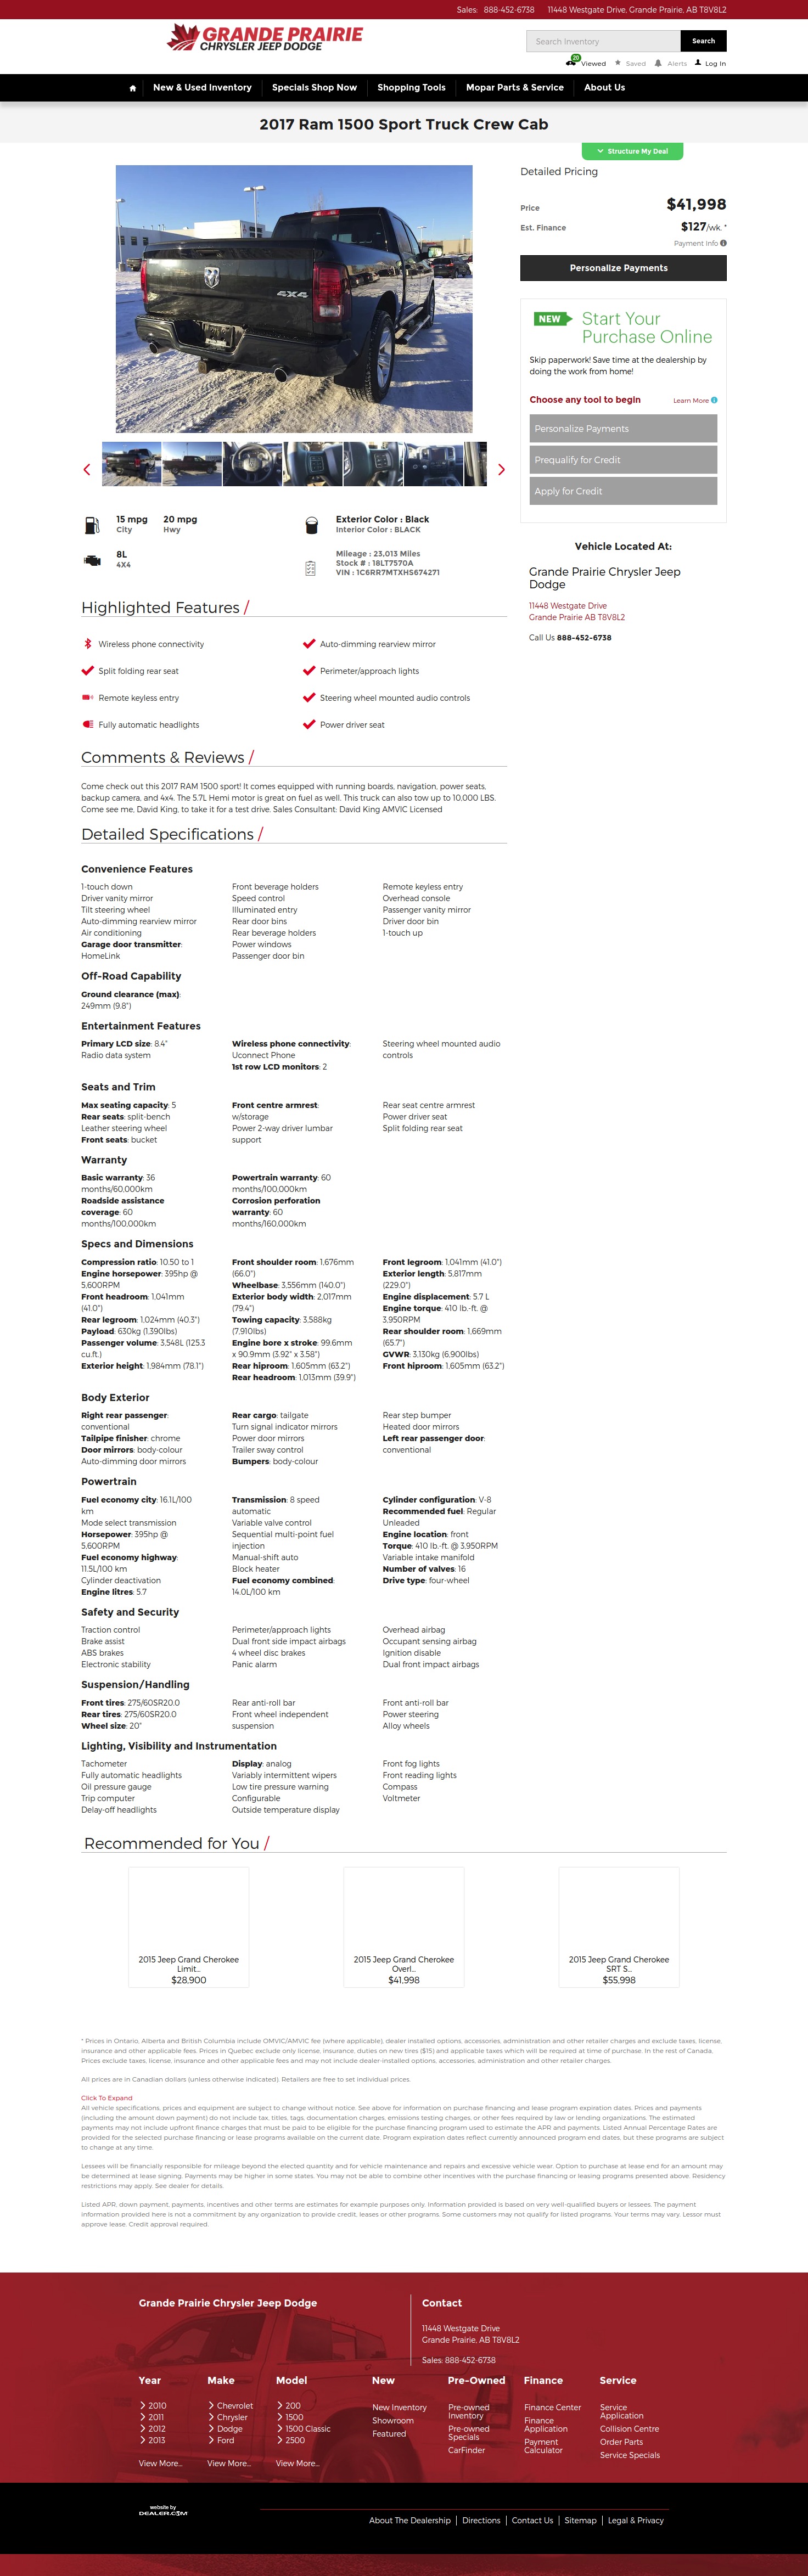 Sales: 888-452-6738 11448 Westgate Drive, Grande Prairie, AB T8V8L2
GRANDE PRAIRIE
CHRYSLER JEEP DODGE
Search Inventory
Search
20
Viewed
Saved
Alerts
Log In
New & Used Inventory
Specials Shop Now
Shopping Tools
Mopar Parts & Service
About Us
2017 Ram 1500 Sport Truck Crew Cab
Structure My Deal
Detailed Pricing
Price $41,998
Est. Finance $127/wk. *
Payment Info
Personalize Payments
4X4
NEW
Start Your
Purchase Online
Skip paperwork! Save time at the dealership by
doing the work from home!
Choose any tool to begin
Learn More
Personalize Payments
Prequalify for Credit
Apply for Credit
15 mpg 20 mpg
City Hwy
8L
4X4
Exterior Color : Black
Interior Color : BLACK
Mileage : 23,013 Miles
Stock # : 18LT7570A
VIN : 1C6RR7MTXHS674271
Vehicle Located At:
Grande Prairie Chrysler Jeep
Dodge
11448 Westgate Drive
Grande Prairie AB T8V8L2
Call Us 888-452-6738
Highlighted Features /
Wireless phone connectivity
Auto-dimming rearview mirror
Split folding rear seat
Perimeter/approach lights
Remote keyless entry
Steering wheel mounted audio controls
Fully automatic headlights
Power driver seat
Comments & Reviews /
Come check out this 2017 RAM 1500 sport! It comes equipped with running boards, navigation, power seats,
backup camera, and 4x4. The 5.7L Hemi motor is great on fuel as well. This truck can also tow up to 10,000 LBS.
Come see me, David King, to take it for a test drive. Sales Consultant: David King AMVIC Licensed
Detailed Specifications /
Convenience Features
1-touch down
Driver vanity mirror
Tilt steering wheel
Auto-dimming rearview mirror
Air conditioning
Garage door transmitter:
HomeLink
Front beverage holders
Speed control
Illuminated entry
Rear door bins
Rear beverage holders
Power windows
Passenger door bin
Remote keyless entry
Overhead console
Passenger vanity mirror
Driver door bin
1-touch up
Off-Road Capability
Ground clearance (max):
249mm (9.8")
Entertainment Features
Primary LCD size: 8.4"
Radio data system
Wireless phone connectivity:
Uconnect Phone
1st row LCD monitors: 2
Steering wheel mounted audio
controls
Seats and Trim
Max seating capacity: 5
Rear seats: split-bench
Leather steering wheel
Front seats: bucket
Front centre armrest:
w/storage
Power 2-way driver lumbar
support
Rear seat centre armrest
Power driver seat
Split folding rear seat
Warranty
Basic warranty: 36
months/60,000km
Roadside assistance
coverage: 60
months/100,000km
Powertrain warranty: 60
months/100,000km
Corrosion perforation
warranty: 60
months/160,000km
Specs and Dimensions
Compression ratio: 10.50 to 1
Engine horsepower: 395hp @
5,600RPM
Front headroom: 1,041mm
(41.0")
Rear legroom: 1,024mm (40.3")
Payload: 630kg (1,390lbs)
Passenger volume: 3,548L (125.3
cu.ft.)
Exterior height: 1,984mm (78.1")
Front shoulder room: 1,676mm
(66.0")
Wheelbase: 3,556mm (140.0")
Exterior body width: 2,017mm
(79.4")
Towing capacity: 3,588kg
(7,910lbs)
Engine bore x stroke: 99.6mm
x 90.9mm (3.92" x 3.58")
Rear hiproom: 1,605mm (63.2")
Rear headroom: 1,013mm (39.9")
Front legroom: 1,041mm (41.0")
Exterior length: 5,817mm
(229.0")
Engine displacement: 5.7 L
Engine torque: 410 lb.-ft. @
3,950RPM
Rear shoulder room: 1,669mm
(65.7")
GVWR: 3,130kg (6,900lbs)
Front hiproom: 1,605mm (63.2")
Body Exterior
Right rear passenger:
conventional
Tailpipe finisher: chrome
Door mirrors: body-colour
Auto-dimming door mirrors
Rear cargo: tailgate
Turn signal indicator mirrors
Power door mirrors
Trailer sway control
Bumpers: body-colour
Rear step bumper
Heated door mirrors
Left rear passenger door:
conventional
Powertrain
Fuel economy city: 16.1L/100
km
Mode select transmission
Horsepower: 395hp @
5,600RPM
Fuel economy highway:
11.5L/100 km
Cylinder deactivation
Engine litres: 5.7
Transmission: 8 speed
automatic
Variable valve control
Sequential multi-point fuel
injection
Manual-shift auto
Block heater
Fuel economy combined:
14.0L/100 km
Cylinder configuration: V-8
Recommended fuel: Regular
Unleaded
Engine location: front
Torque: 410 lb.-ft. @ 3,950RPM
Variable intake manifold
Number of valves: 16
Drive type: four-wheel
Safety and Security
Traction control
Brake assist
ABS brakes
Electronic stability
Perimeter/approach lights
Dual front side impact airbags
4 wheel disc brakes
Panic alarm
Overhead airbag
Occupant sensing airbag
Ignition disable
Dual front impact airbags
Suspension/Handling
Front tires: 275/60SR20.0
Rear tires: 275/60SR20.0
Wheel size: 20"
Rear anti-roll bar
Front wheel independent
suspension
Front anti-roll bar
Power steering
Alloy wheels
Lighting, Visibility and Instrumentation
Tachometer
Fully automatic headlights
Oil pressure gauge
Trip computer
Delay-off headlights
Display: analog
Variably intermittent wipers
Low tire pressure warning
Configurable
Outside temperature display
Front fog lights
Front reading lights
Compass
Voltmeter
Recommended for You /
2015 Jeep Grand Cherokee
Limit...
$28,900
2015 Jeep Grand Cherokee
Overl...
$41,998
2015 Jeep Grand Cherokee
SRT S...
$55,998
* Prices in Ontario, Alberta and British Columbia include OMVIC/AMVIC fee (where applicable), dealer installed options, accessories, administration and other retailer charges and exclude taxes, license,
insurance and other applicable fees. Prices in Quebec exclude only license, insurance, duties on new tires ($15) and applicable taxes which will be required at time of purchase. In the rest of Canada,
Prices exclude taxes, license, insurance and other applicable fees and may not include dealer-installed options, accessories, administration and other retailer charges.
All prices are in Canadian dollars (unless otherwise indicated). Retailers are free to set individual prices.
Click To Expand
All vehicle specifications, prices and equipment are subject to change without notice. See above for information on purchase financing and lease program expiration dates. Prices and payments
(including the amount down payment) do not include tax, titles, tags, documentation charges, emissions testing charges, or other fees required by law or lending organizations. The estimated
payments may not include upfront finance charges that must be paid to be eligible for the purchase financing program used to estimate the APR and payments. Listed Annual Percentage Rates are
provided for the selected purchase financing or lease programs available on the current date. Program expiration dates reflect currently announced program end dates, but these programs are subject
to change at any time.
Lessees will be financially responsible for mileage beyond the elected quantity and for vehicle maintenance and repairs and excessive vehicle wear. Option to purchase at lease end for an amount may
be determined at lease signing. Payments may be higher in some states. You may not be able to combine other incentives with the purchase financing or leasing programs presented above. Residency
restrictions may apply. See dealer for details.
Listed APR, down payment, payments, incentives and other terms are estimates for example purposes only. Information provided is based on very well-qualified buyers or lessees. The payment
information provided here is not a commitment by any organization to provide credit, leases or other programs. Some customers may not qualify for listed programs. Your terms may vary. Lessor must
approve lease. Credit approval required.
Grande Prairie Chrysler Jeep Dodge
Contact
11448 Westgate Drive
Grande Prairie, AB T8V8L2
Sales: 888-452-6738
Year
2010
2011
2012
2013
View More...
Make
Chevrolet
Chrysler
Dodge
Ford
View More...
Model
200
1500
1500 Classic
2500
View More...
New
New Inventory
Showroom
Featured
Pre-Owned
Pre-owned
Inventory
Pre-owned
Specials
CarFinder
Finance
Finance Center
Finance
Application
Payment
Calculator
Service
Service
Application
Collision Centre
Order Parts
Service Specials
website by
DEALER.COM
About The Dealership | Directions | Contact Us | Sitemap | Legal & Privacy